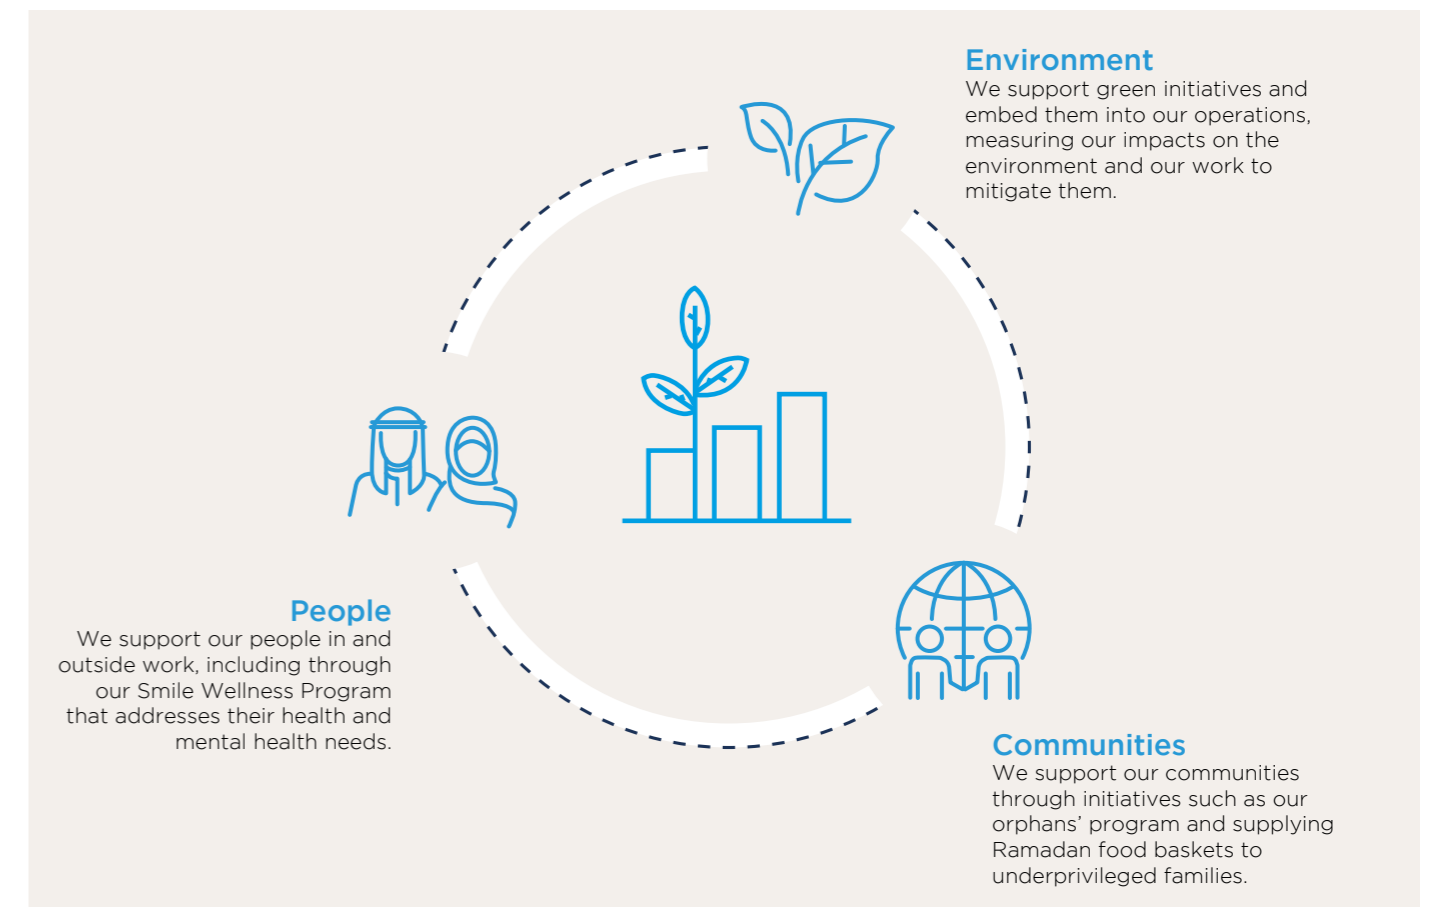 Environment
We support green initiatives and
embed them into our operations,
measuring our impacts on the
environment and our work to
mitigate them.
People
We support our people in and
outside work, including through
our Smile Wellness Program
that addresses their health and
mental health needs.
Communities
We support our communities
through initiatives such as our
orphans’ program and supplying
Ramadan food baskets to
underprivileged families.